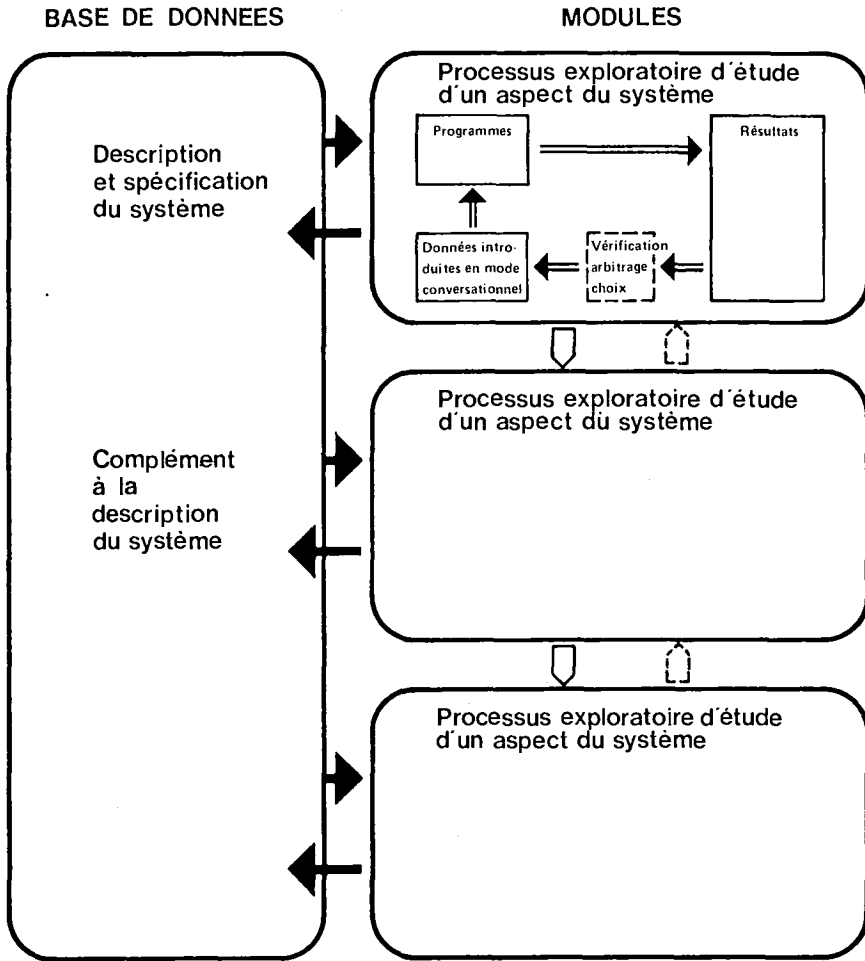 BASE DE DONNEES
MODULES
Description
et spécification
du système
Complément
à la
description
du système
Processus exploratoire d'étude
d'un aspect du système
Programmes
Résultats
Données intro-
duites en mode
conversationnel
Vérification
arbitrage
choix
Processus exploratoire d'étude
d'un aspect du système
Processus exploratoire d'étude
d'un aspect du système